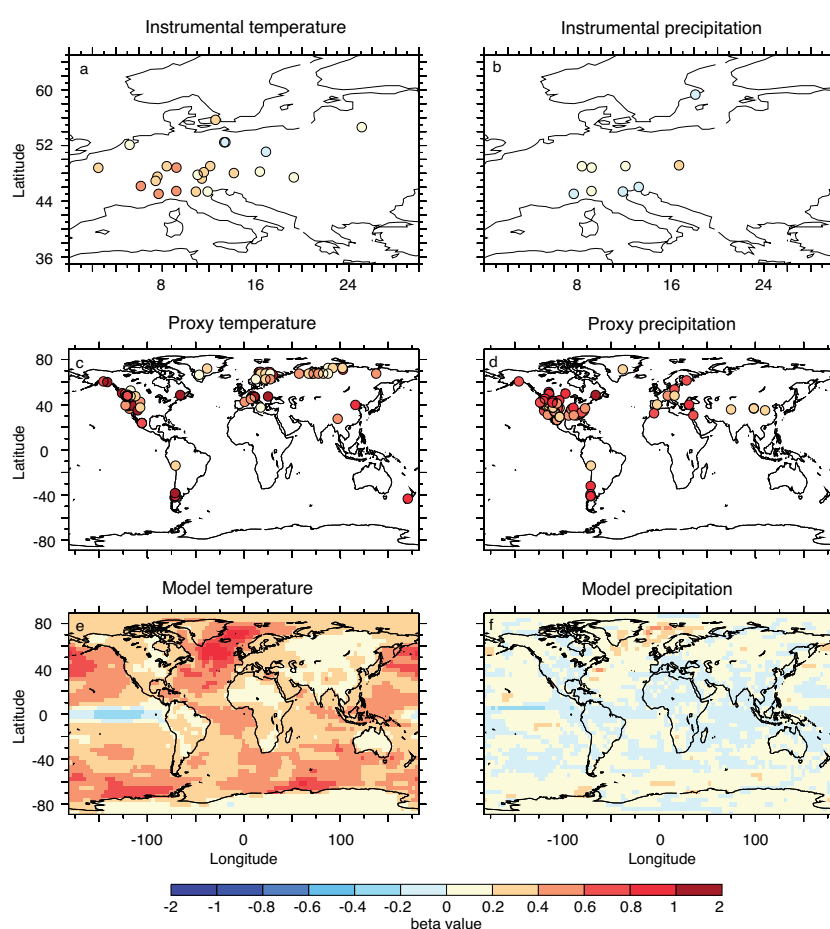 Instrumental temperature
Instrumental precipitation
a
b
Latitude
60
52
44
36
8 16 24
8 16 24
Proxy temperature
Proxy precipitation
c
d
Latitude
80
40
0
-40
-80
Model temperature
Model precipitation
e
f
Latitude
80
40
0
-40
-80
-100 0 100
-100 0 100
Longitude
Longitude
-2 -1 -0.8 -0.6 -0.4 -0.2 0 0.2 0.4 0.6 0.8 1 2
beta value